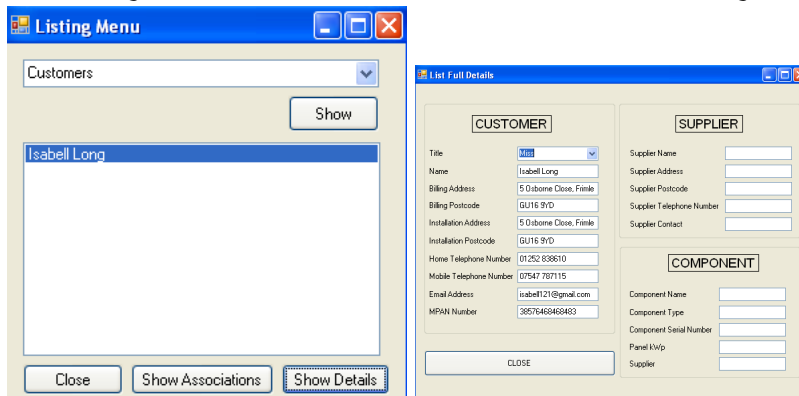 Listing Menu
Customers
Show
Isabell Long
Close
Show Associations
Show Details
List Full Details
CUSTOMER
Title Miss
Name Isabell Long
Billing Address 5 Osborne Close, Frimle
Billing Postcode GU16 9YD
Installation Address 5 Osborne Close, Frimle
Installation Postcode GU16 9YD
Home Telephone Number 01252 838610
Mobile Telephone Number 07547 787115
Email Address isabell121@gmail.com
MPAN Number 38576468468483
CLOSE
SUPPLIER
Supplier Name
Supplier Address
Supplier Postcode
Supplier Telephone Number
Supplier Contact
COMPONENT
Component Name
Component Type
Component Serial Number
Panel kWp
Supplier